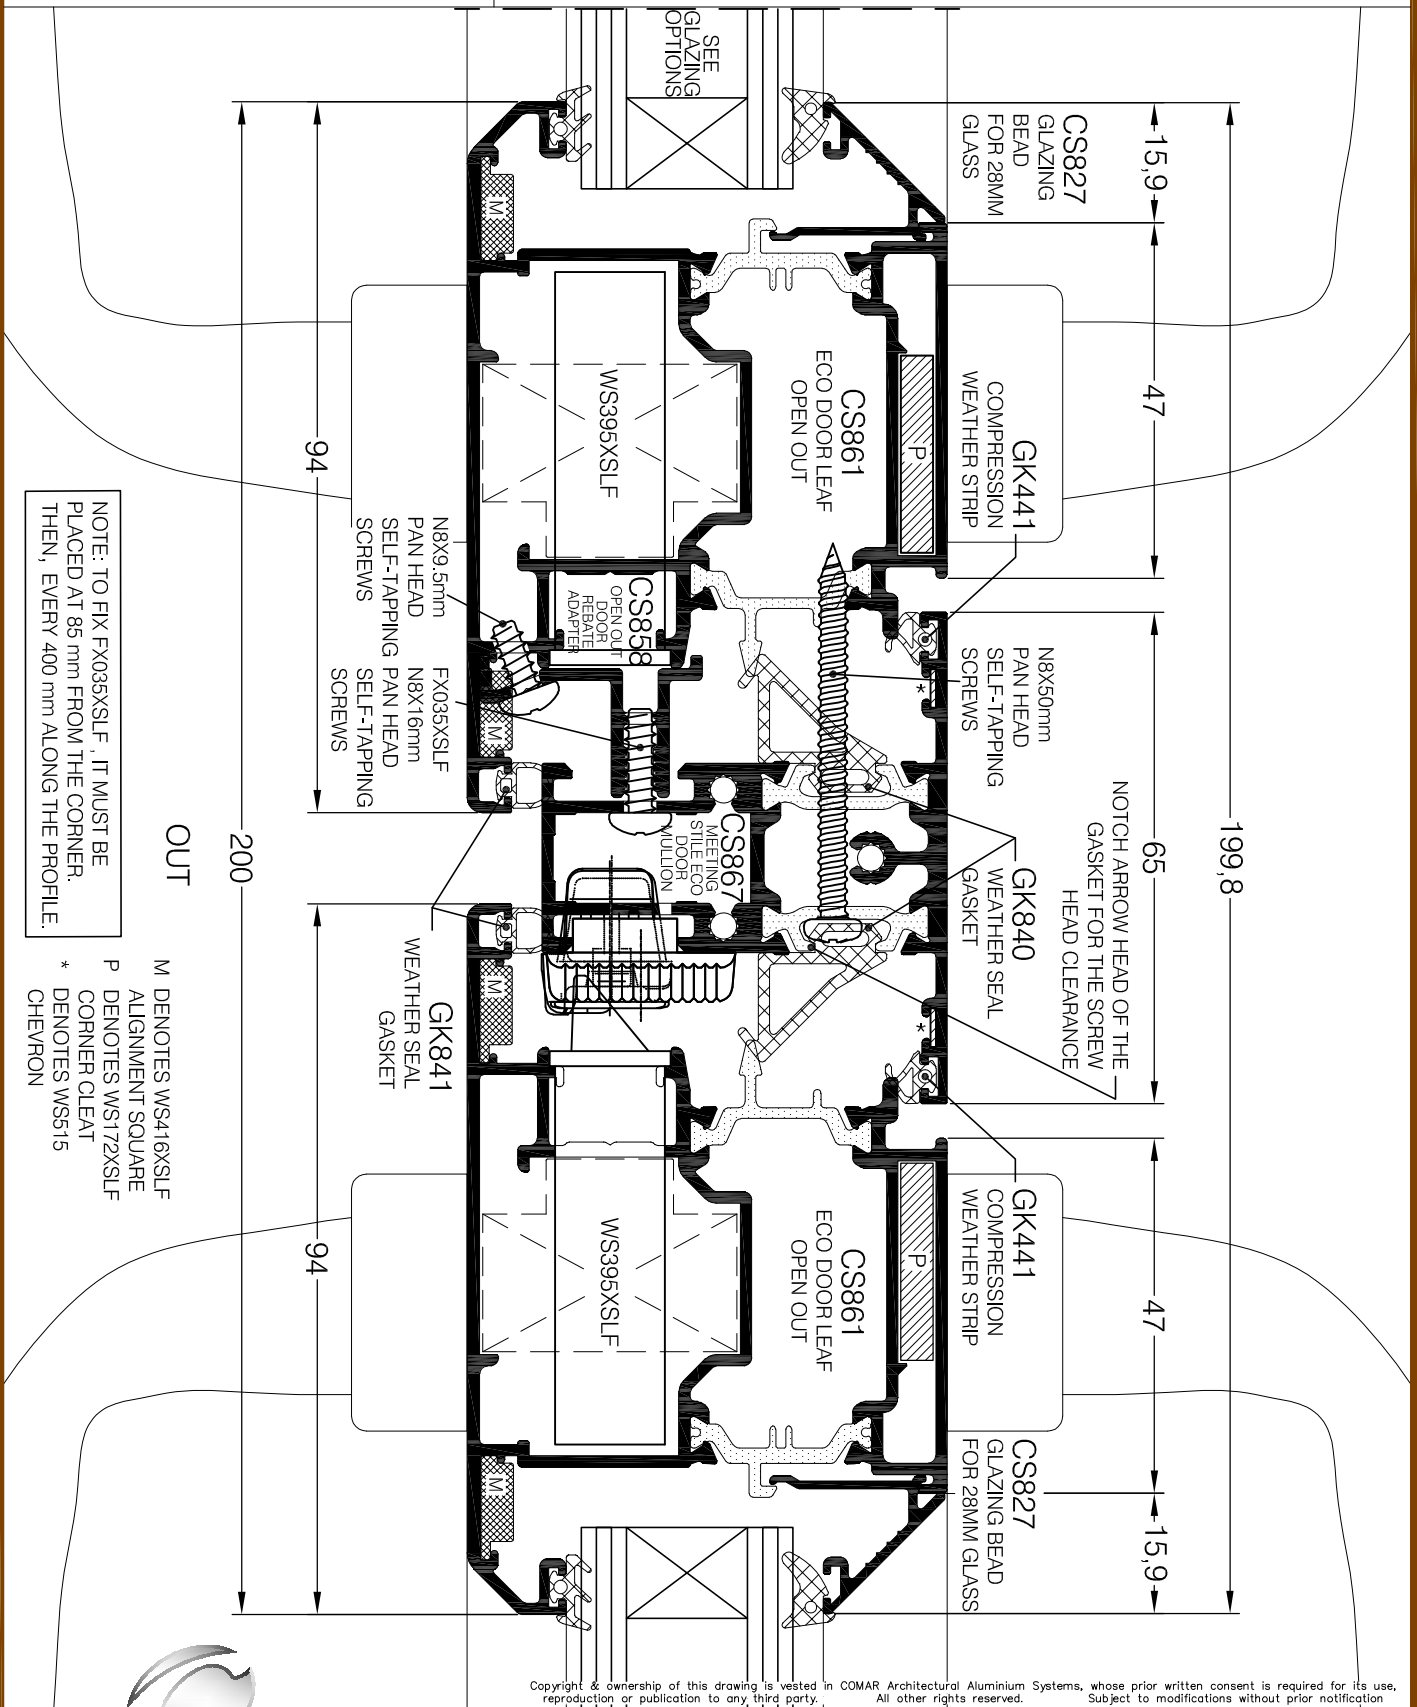 SEE
GLAZING
OPTIONS
199,8
15,9
47
65
47
15,9
CS827
GLAZING
BEAD
FOR 28MM
GLASS
GK441
COMPRESSION
WEATHER STRIP
N8X50mm
PAN HEAD
SELF-TAPPING
SCREWS
NOTCH ARROW HEAD OF THE
GASKET FOR THE SCREW
HEAD CLEARANCE
GK840
WEATHER SEAL
GASKET
GK441
COMPRESSION
WEATHER STRIP
CS827
GLAZING BEAD
FOR 28MM GLASS
P
*
*
P
CS861
ECO DOOR LEAF
OPEN OUT
CS861
ECO DOOR LEAF
OPEN OUT
WS395XSLF
CS858
OPEN OUT
DOOR
REBATE
ADAPTER
CS867
MEETING
STILE ECO
DOOR
MULLION
WS395XSLF
M
M
M
M
N8X9.5mm
PAN HEAD
SELF-TAPPING
SCREWS
FX035XSLF
N8X16mm
PAN HEAD
SELF-TAPPING
SCREWS
GK841
WEATHER SEAL
GASKET
94
94
200
OUT
NOTE: TO FIX FX035XSLF , IT MUST BE
PLACED AT 85 mm FROM THE CORNER.
THEN, EVERY 400 mm ALONG THE PROFILE.
M DENOTES WS416XSLF
ALIGNMENT SQUARE
P DENOTES WS172XSLF
CORNER CLEAT
* DENOTES WS515
CHEVRON
Copyright & ownership of this drawing is vested in COMAR Architectural Aluminium Systems, whose prior written consent is required for its use,
reproduction or publication to any third party. All other rights reserved. Subject to modifications without prior notification